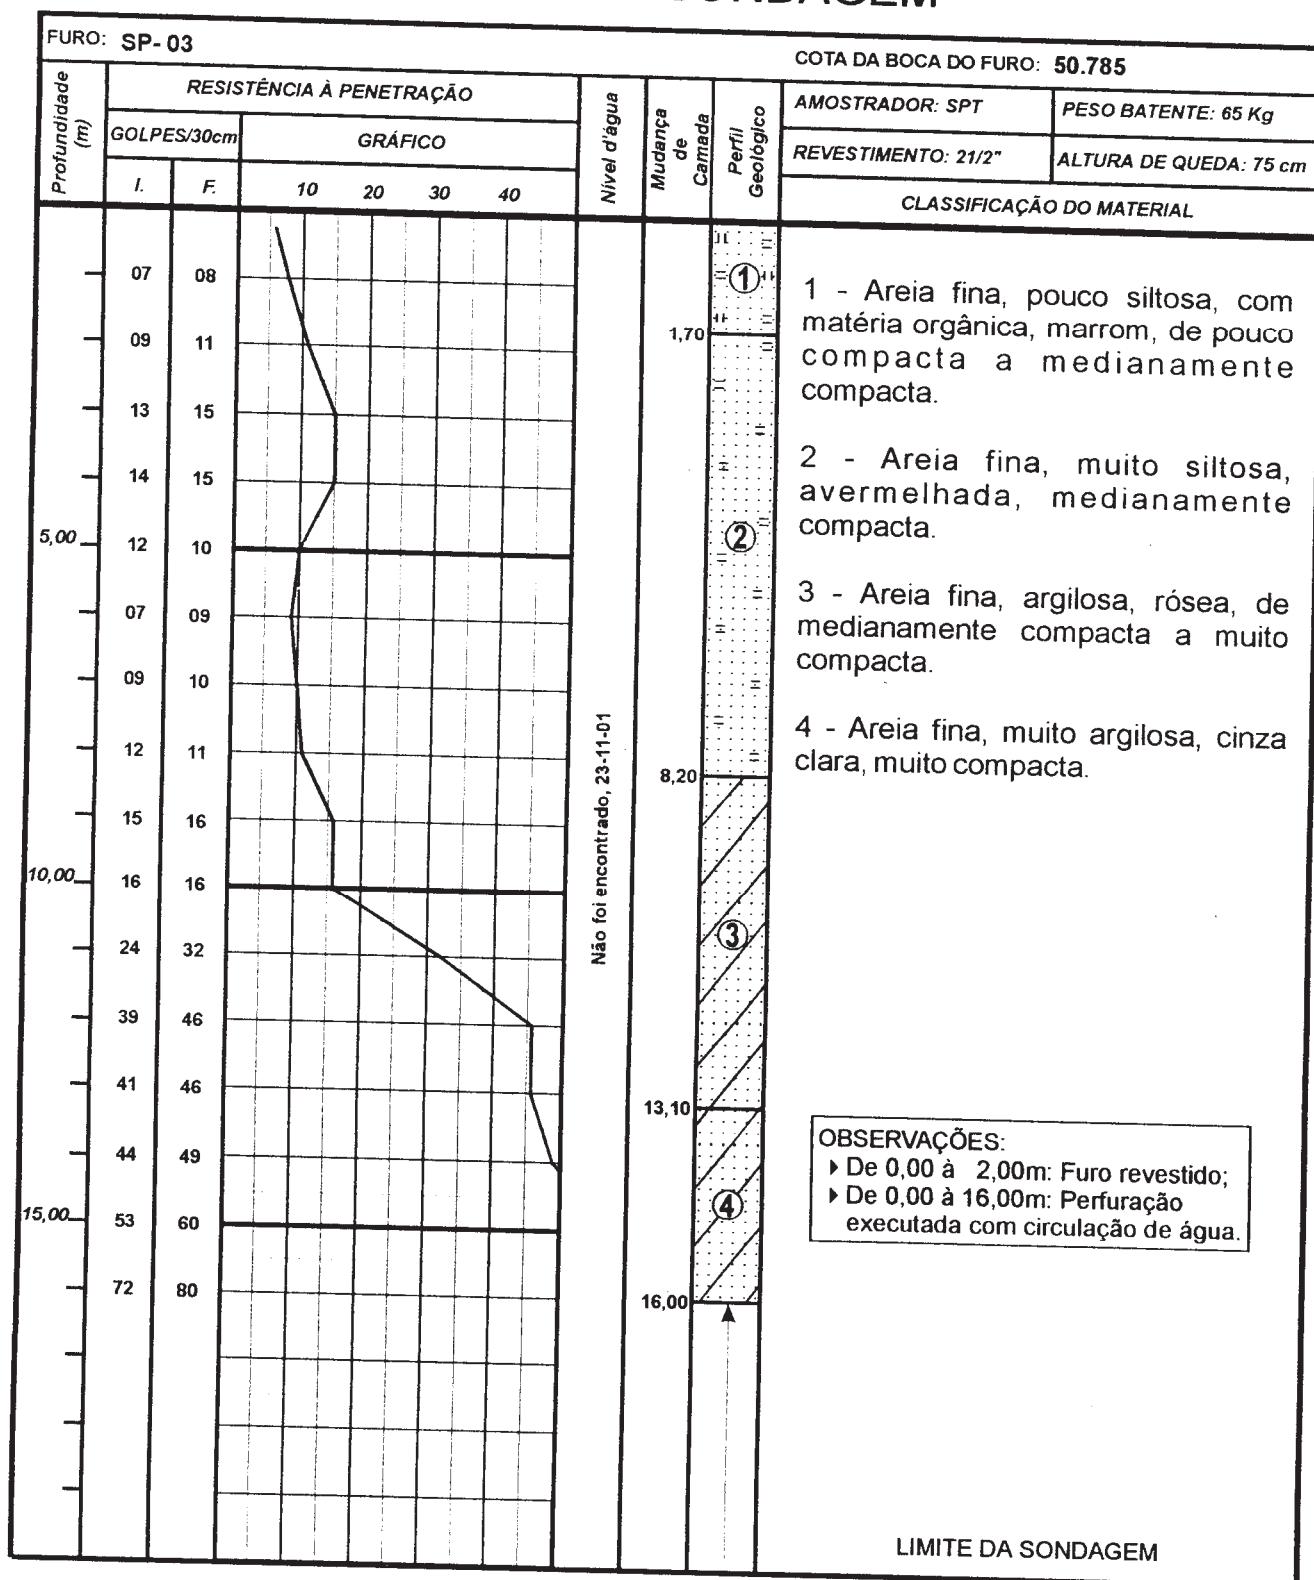 FURO: SP-03
COTA DA BOCA DO FURO: 50.785
Profundidade (m)
RESISTÊNCIA À PENETRAÇÃO
GOLPES/30cm
GRÁFICO
I. F.
10 20 30 40
Nível d'água
Mudança de Camada
Perfil Geológico
AMOSTRADOR: SPT
PESO BATENTE: 65 Kg
REVESTIMENTO: 21/2"
ALTURA DE QUEDA: 75 cm
CLASSIFICAÇÃO DO MATERIAL
07 08
09 11
13 15
14 15
5,00 12 10
07 09
09 10
12 11
15 16
10,00 16 16
24 32
39 46
41 46
44 49
15,00 53 60
72 80
Não foi encontrado, 23-11-01
1,70
8,20
13,10
16,00
1
2
3
4
1 - Areia fina, pouco siltosa, com
matéria orgânica, marrom, de pouco
compacta a medianamente
compacta.
2 - Areia fina, muito siltosa,
avermelhada, medianamente
compacta.
3 - Areia fina, argilosa, rósea, de
medianamente compacta a muito
compacta.
4 - Areia fina, muito argilosa, cinza
clara, muito compacta.
OBSERVAÇÕES:
De 0,00 à 2,00m: Furo revestido;
De 0,00 à 16,00m: Perfuração
executada com circulação de água.
LIMITE DA SONDAGEM